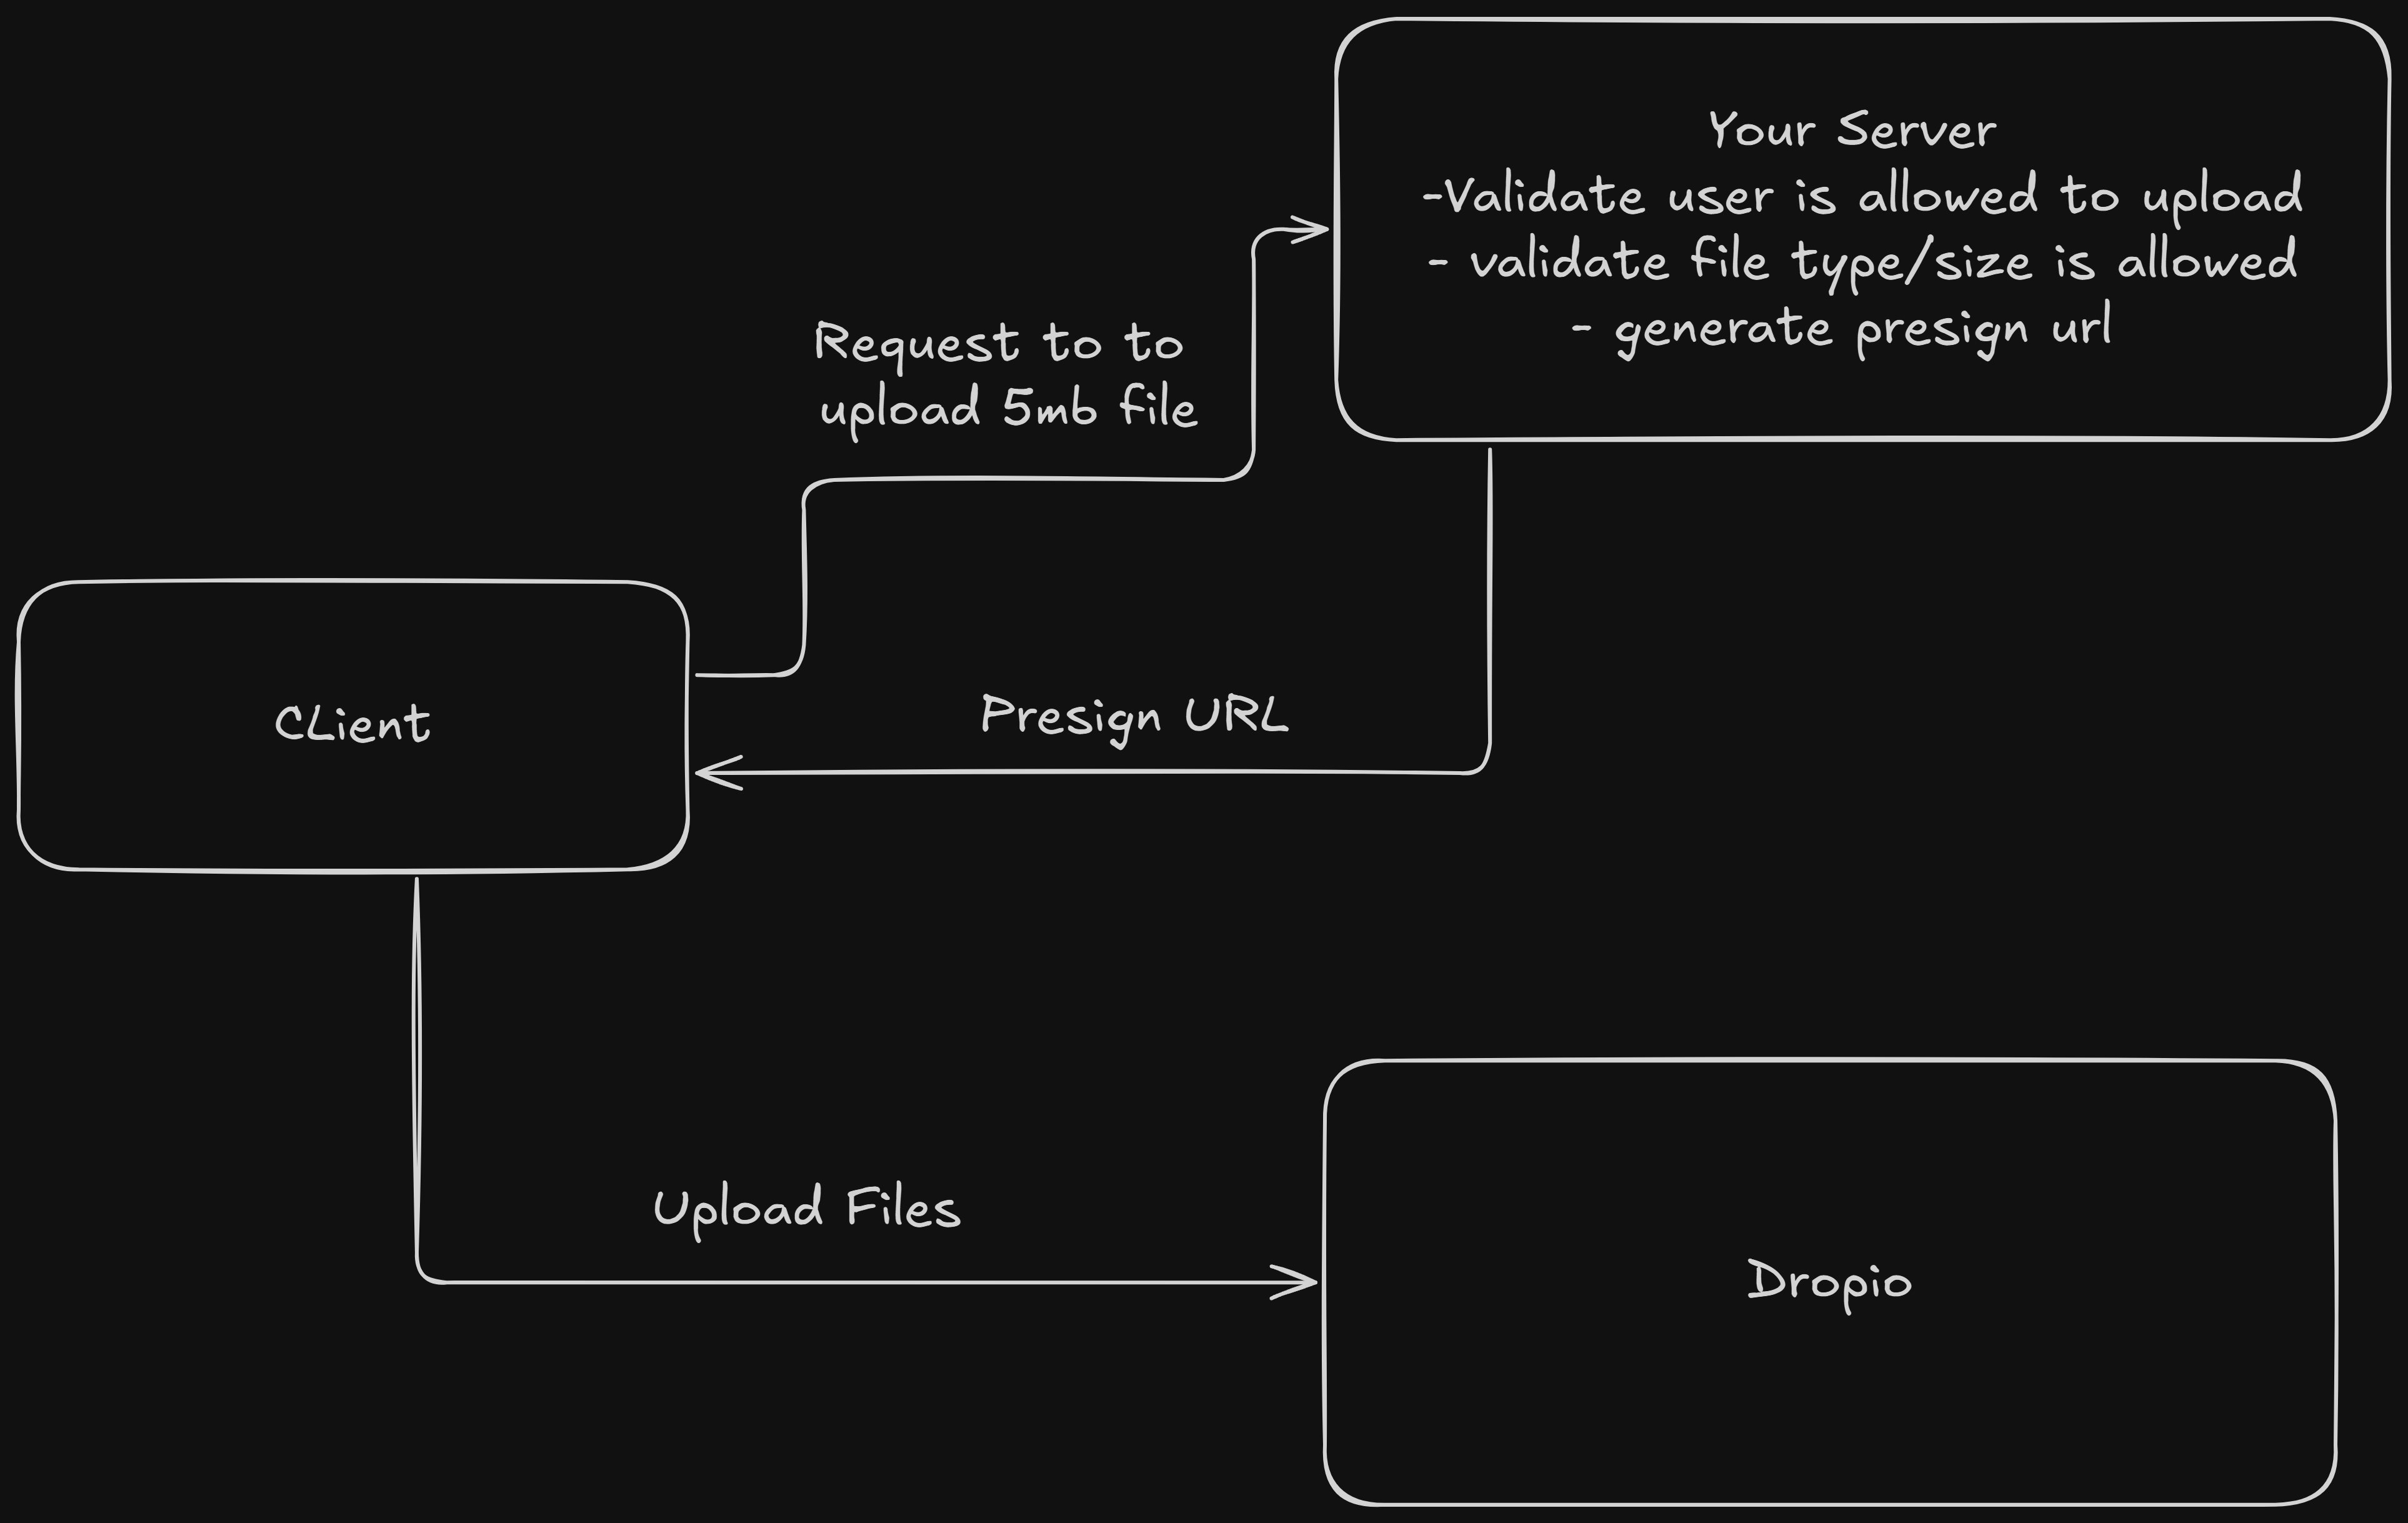 Your Server
-Validate user is allowed to upload
- validate file type/size is allowed
- generate presign url
Request to to
upload 5mb file
CLient
Presign URL
Upload Files
Dropio